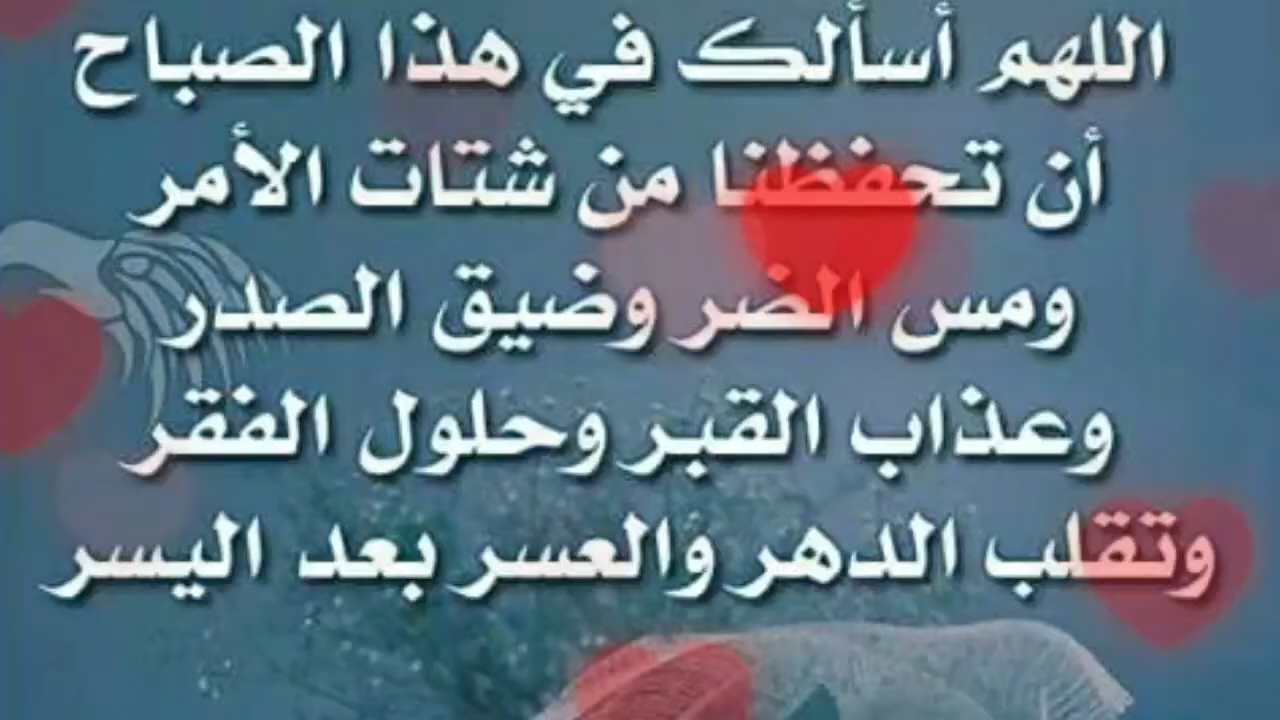 اللهم أسألك في هذا الصباح
أن تحفظنا من شتات الأمر
ومس الضر وضيق الصدر
وعذاب القبر وحلول الفقر
وتقلب الدهر والعسر بعد اليسر